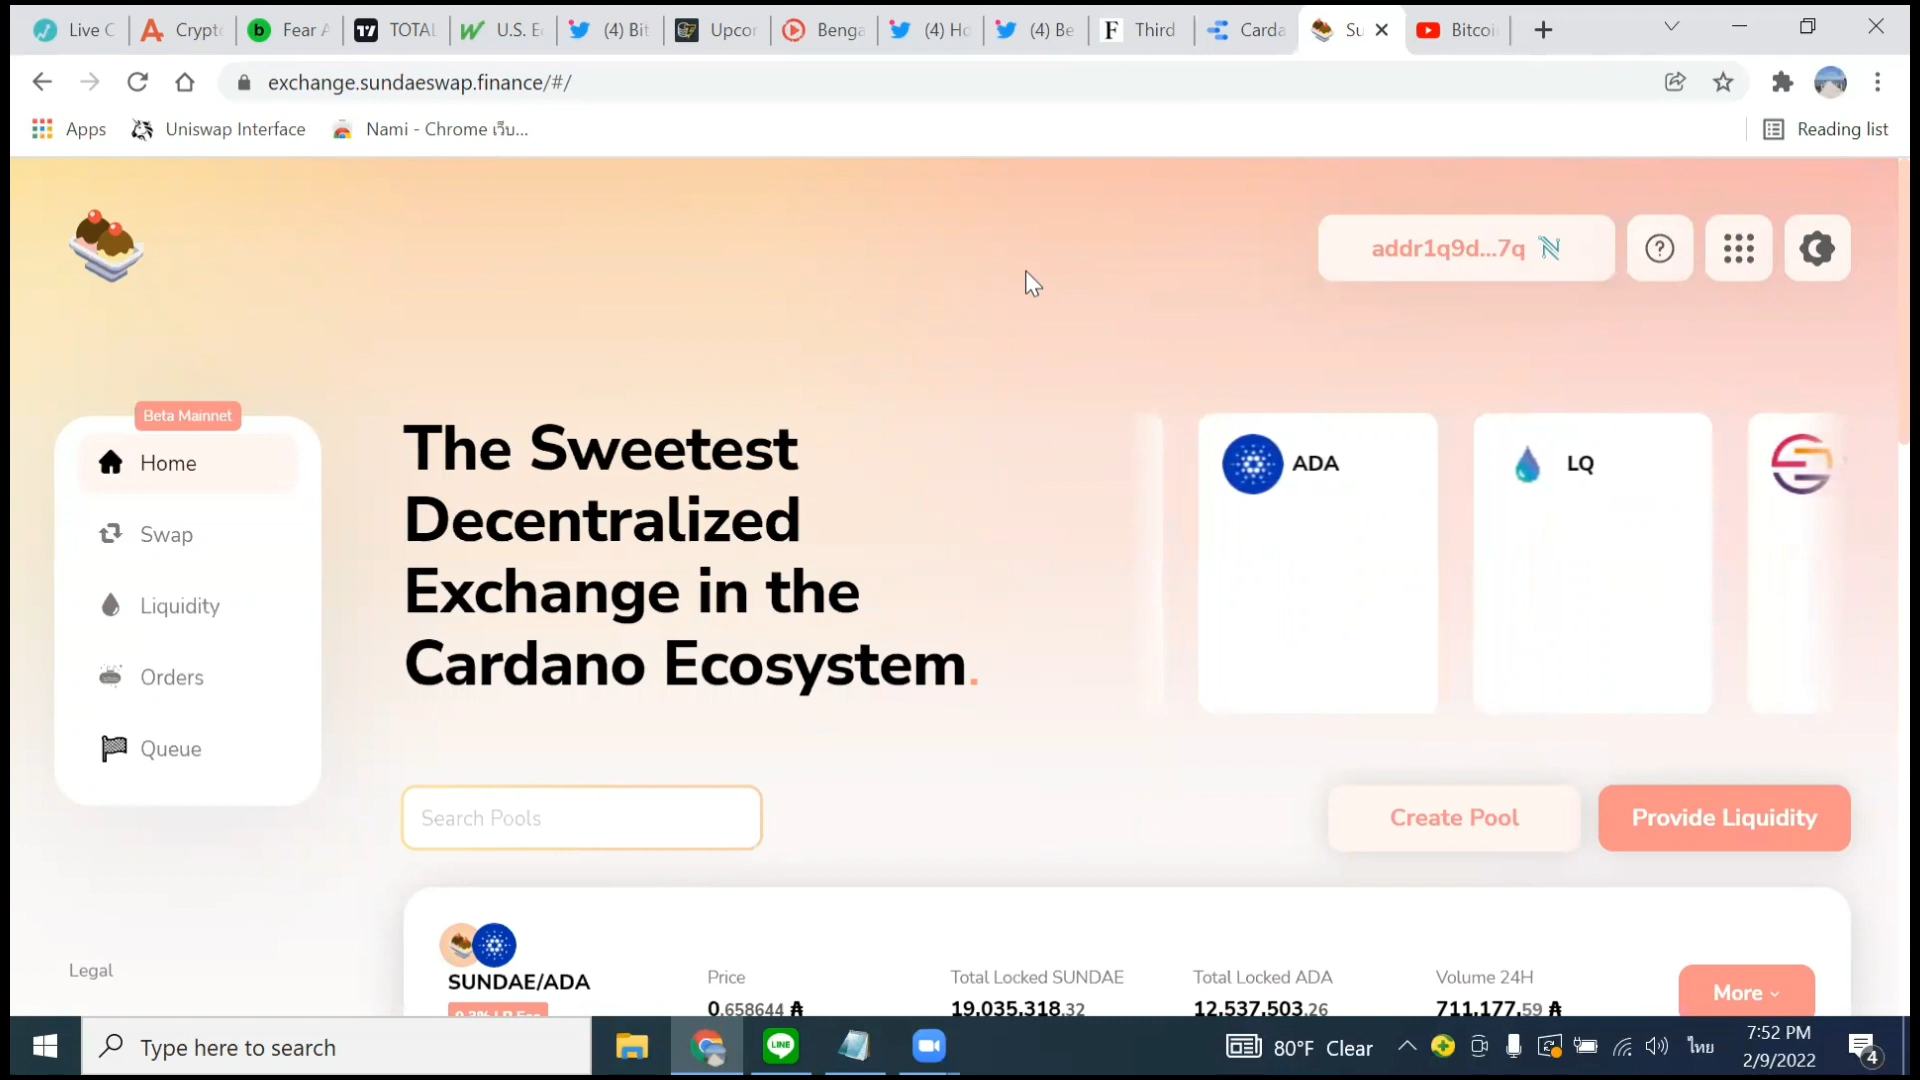 Live C
Crypto
Fear A
TOTAL
U.S. E
(4) Bit
Upcor
Benga
(4) Ho
(4) Be
Third
Carda
Su
Bitcoi
exchange.sundaeswap.finance/#/
Apps
Uniswap Interface
Nami - Chrome เว็บ...
Reading list
addr1q9d...7q
Beta Mainnet
Home
Swap
Liquidity
Orders
Queue
Legal
The Sweetest
Decentralized
Exchange in the
Cardano Ecosystem.
ADA
LQ
Search Pools
Create Pool
Provide Liquidity
SUNDAE/ADA
Price
0.658644 ₳
Total Locked SUNDAE
19,035,318.32
Total Locked ADA
12,537,503.26
Volume 24H
711,177.59 ₳
More
Type here to search
LINE
80°F Clear
ไทย
7:52 PM
2/9/2022
4